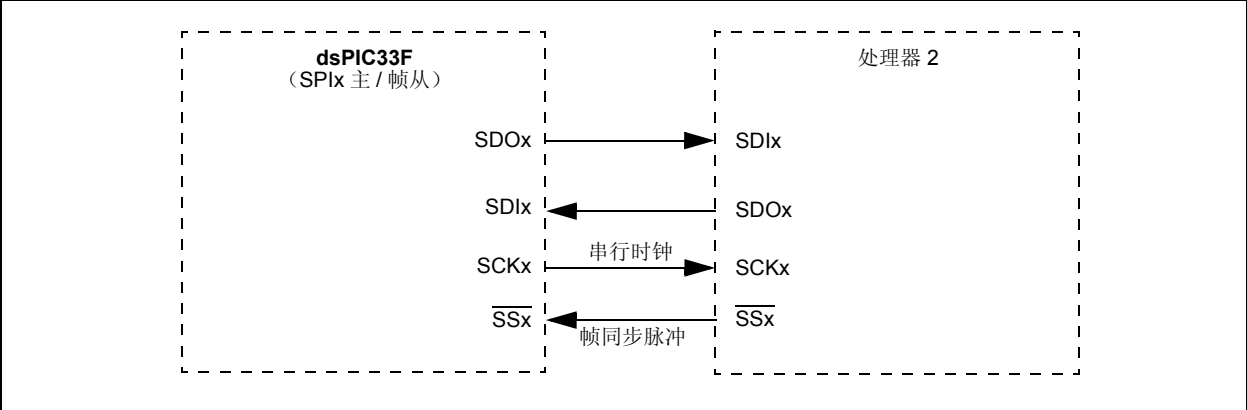 dsPIC33F
（SPIx 主 / 帧从）
处理器 2
SDOx
SDIx
SDIx
SDOx
串行时钟
SCKx
SCKx
SSx
SSx
帧同步脉冲